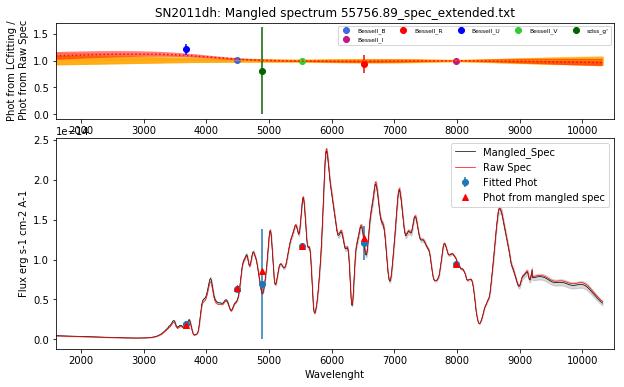 SN2011dh: Mangled spectrum 55756.89_spec_extended.txt
Phot from LCfitting /
Phot from Raw Spec
1.5
1.0
0.5
0.0
Bessell_B
Bessell_R
Bessell_U
Bessell_V
sdss_g'
Bessell_I
2000
3000
4000
5000
6000
7000
8000
9000
10000
1e-14
Flux erg s-1 cm-2 A-1
2.5
2.0
1.5
1.0
0.5
0.0
Mangled_Spec
Raw Spec
Fitted Phot
Phot from mangled spec
2000
3000
4000
5000
6000
7000
8000
9000
10000
Wavelenght